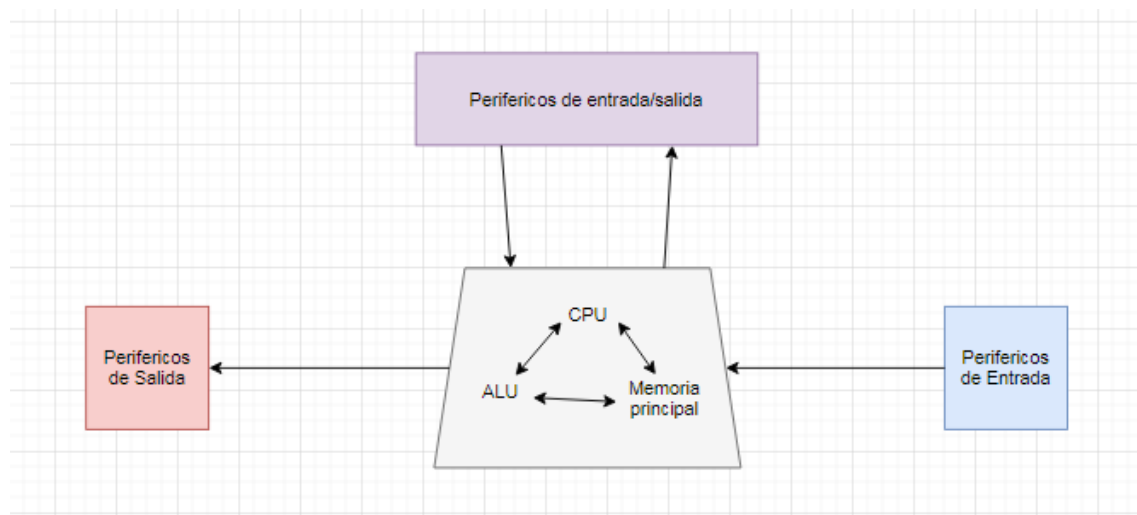 Perifericos de entrada/salida
CPU
Perifericos
de Salida
ALU
Memoria
principal
Perifericos
de Entrada